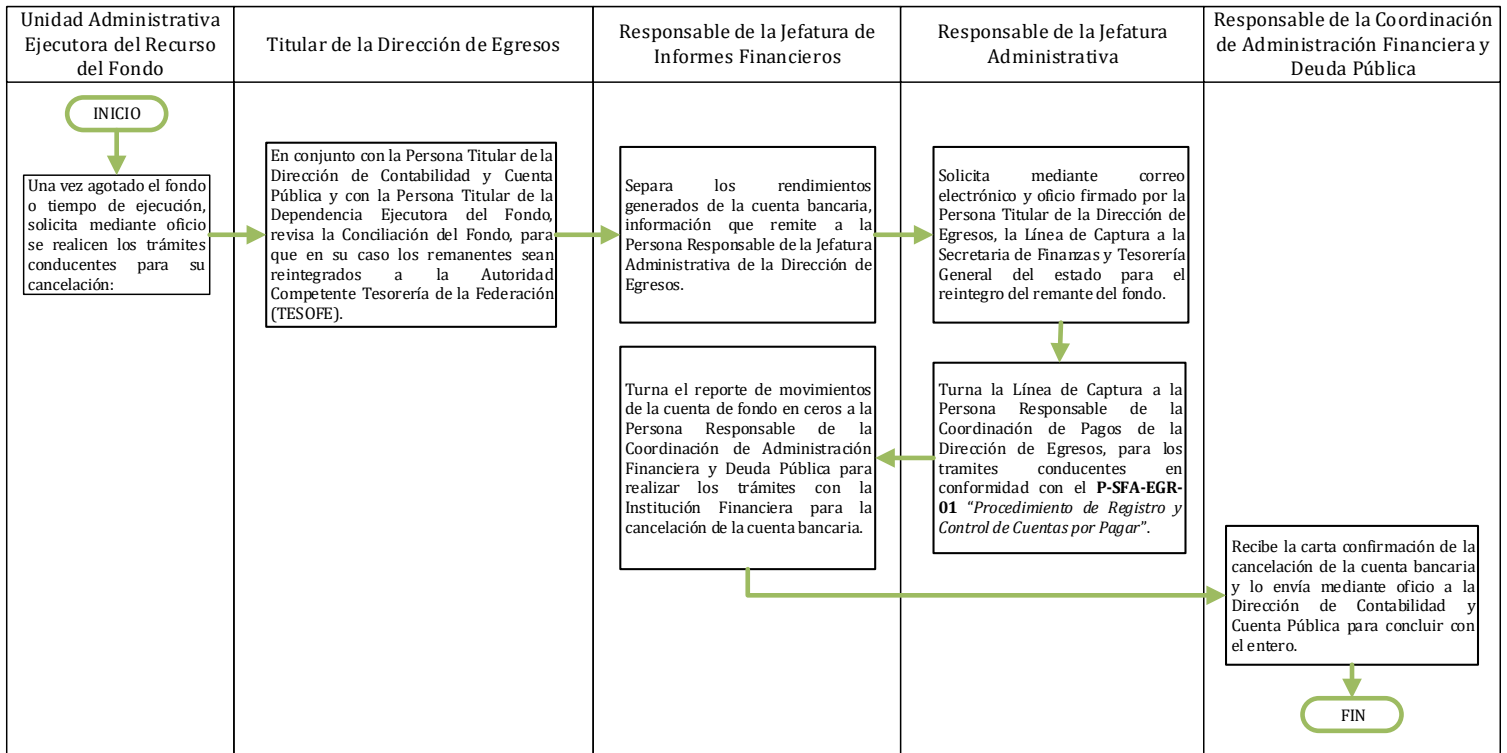 Unidad Administrativa
Ejecutora del Recurso
del Fondo
Titular de la Dirección de Egresos
Responsable de la Jefatura de
Informes Financieros
Responsable de la Jefatura
Administrativa
Responsable de la Coordinación
de Administración Financiera y
Deuda Pública
INICIO
Una vez agotado el fondo
o tiempo de ejecución,
solicita mediante oficio
se realicen los trámites
conducentes para su
cancelación:
En conjunto con la Persona Titular de la
Dirección de Contabilidad y Cuenta
Pública y con la Persona Titular de la
Dependencia Ejecutora del Fondo,
revisa la Conciliación del Fondo, para
que en su caso los remanentes sean
reintegrados a la Autoridad
Competente Tesorería de la Federación
(TESOFE).
Separa los rendimientos
generados de la cuenta bancaria,
información que remite a la
Persona Responsable de la Jefatura
Administrativa de la Dirección de
Egresos.
Solicita mediante correo
electrónico y oficio firmado por la
Persona Titular de la Dirección de
Egresos, la Línea de Captura a la
Secretaria de Finanzas y Tesorería
General del estado para el
reintegro del remante del fondo.
Turna la Línea de Captura a la
Persona Responsable de la
Coordinación de Pagos de la
Dirección de Egresos, para los
tramites conducentes en
conformidad con el P-SFA-EGR-
01 "Procedimiento de Registro y
Control de Cuentas por Pagar".
Turna el reporte de movimientos
de la cuenta de fondo en ceros a la
Persona Responsable de la
Coordinación de Administración
Financiera y Deuda Pública para
realizar los trámites con la
Institución Financiera para la
cancelación de la cuenta bancaria.
Recibe la carta confirmación de la
cancelación de la cuenta bancaria
y lo envía mediante oficio a la
Dirección de Contabilidad y
Cuenta Pública para concluir con
el entero.
FIN